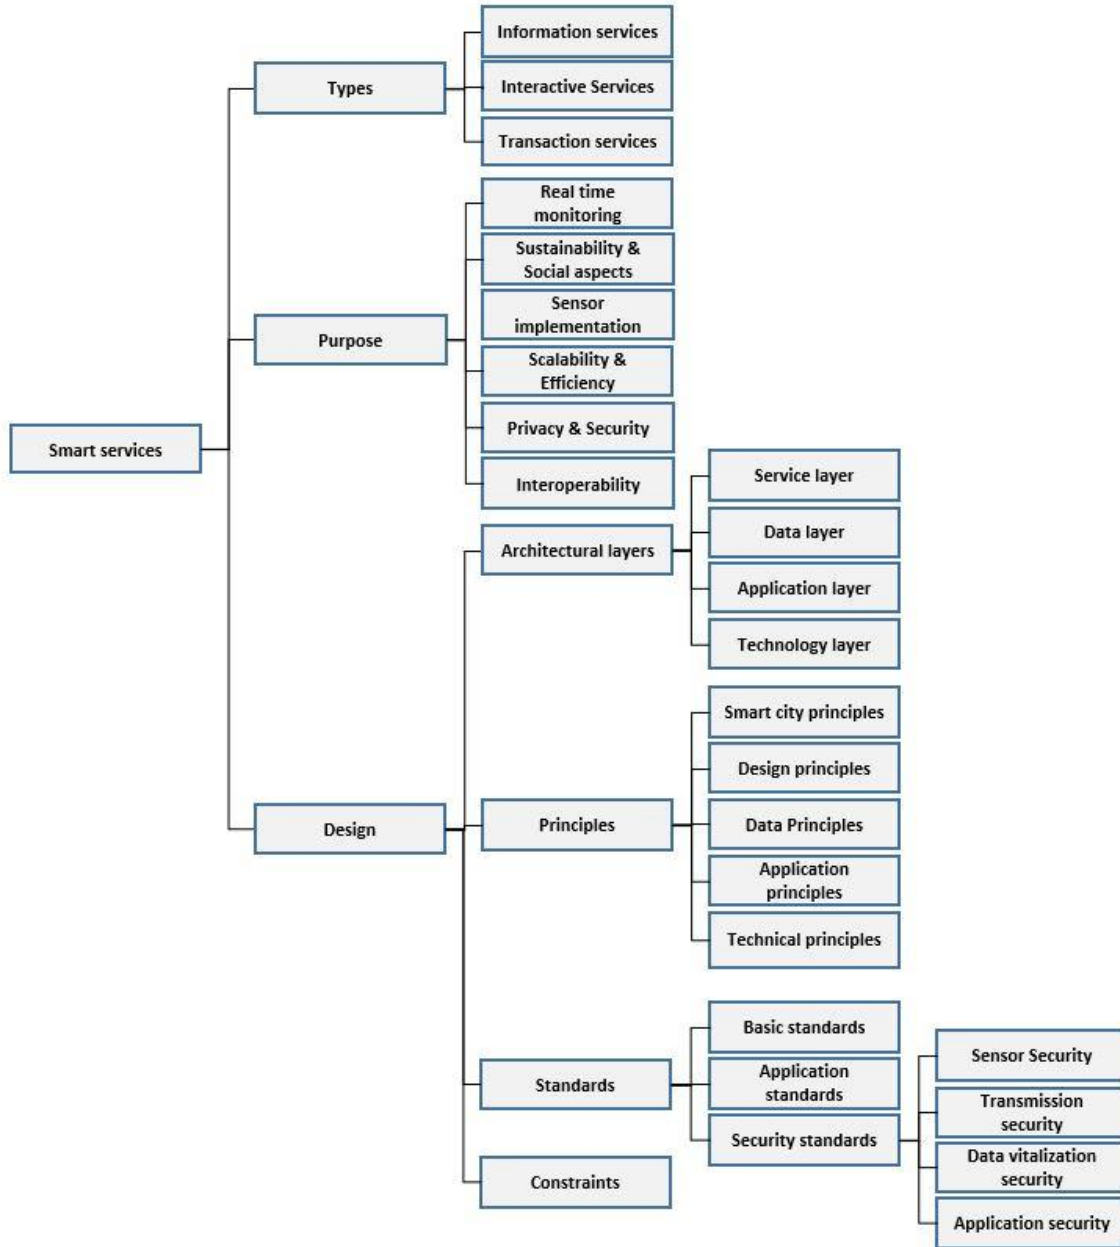 Information services
Types
Interactive Services
Transaction services
Real time
monitoring
Sustainability &
Social aspects
Sensor
implementation
Purpose
Scalability &
Efficiency
Privacy & Security
Smart services
Interoperability
Service layer
Architectural layers
Data layer
Application layer
Technology layer
Smart city principles
Design principles
Design
Principles
Data Principles
Application
principles
Technical principles
Basic standards
Standards
Application
standards
Security standards
Sensor Security
Transmission
security
Data vitalization
security
Application security
Constraints